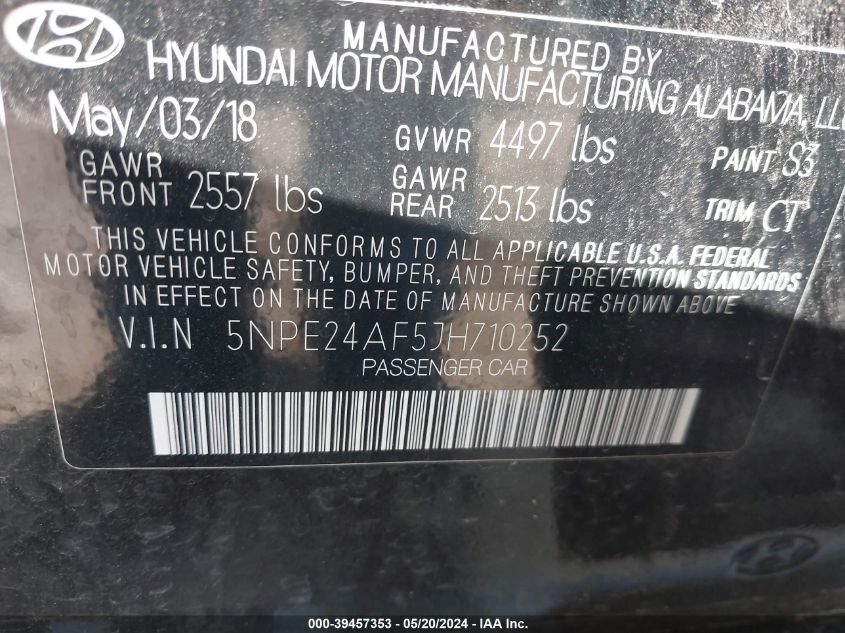 MANUFACTURED BY
HYUNDAI MOTOR MANUFACTURING ALABAMA, LLC
May/03/18 GVWR 4497 lbs PAINT S3
GAWR FRONT 2557 lbs GAWR REAR 2513 lbs TRIM CT
THIS VEHICLE CONFORMS TO ALL APPLICABLE U.S.A. FEDERAL
MOTOR VEHICLE SAFETY, BUMPER, AND THEFT PREVENTION STANDARDS
IN EFFECT ON THE DATE OF MANUFACTURE SHOWN ABOVE
V.I.N 5NPE24AF5JH710252
PASSENGER CAR
000-39457353 - 05/20/2024 - IAA Inc.